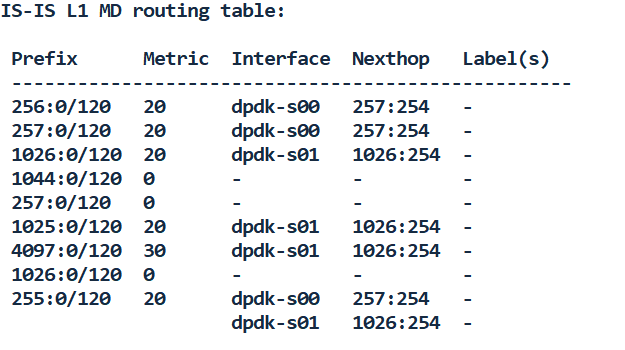 IS-IS L1 MD routing table:
Prefix Metric Interface Nexthop Label(s)
---------------------------------------------------
256:0/120 20 dpdk-s00 257:254 -
257:0/120 20 dpdk-s00 257:254 -
1026:0/120 20 dpdk-s01 1026:254 -
1044:0/120 0 - - -
257:0/120 0 - - -
1025:0/120 20 dpdk-s01 1026:254 -
4097:0/120 30 dpdk-s01 1026:254 -
1026:0/120 0 - - -
255:0/120 20 dpdk-s00 257:254 -
dpdk-s01 1026:254 -